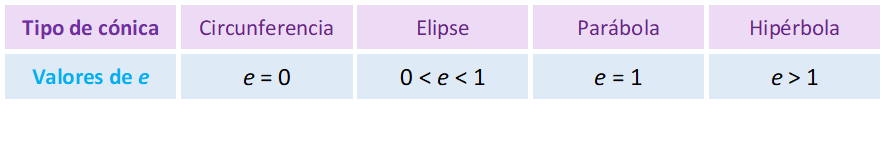 Tipo de cónica Circunferencia Elipse Parábola Hipérbola
Valores de e e = 0 0 < e < 1 e = 1 e > 1